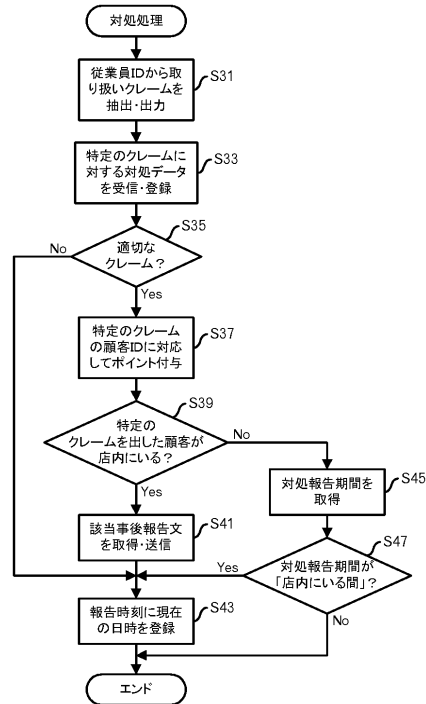 対処処理
従業員IDから取
り扱いクレームを
抽出・出力
S31
特定のクレームに
対する対処データ
を受信・登録
S33
S35
適切な
クレーム？
No
Yes
特定のクレーム
の顧客IDに対応
してポイント付与
S37
S39
特定の
クレームを出した顧客が
店内にいる？
No
Yes
対処報告期間を
取得
S45
該当事後報告文
を取得・送信
S41
S47
対処報告期間が
「店内にいる間」？
Yes
No
報告時刻に現在
の日時を登録
S43
エンド